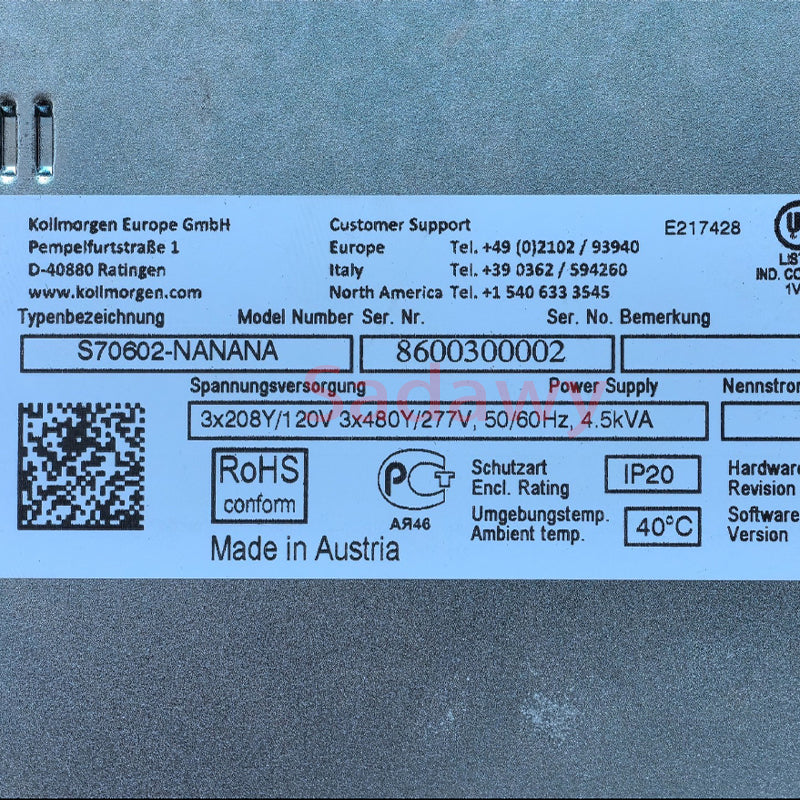 Kollmorgen Europe GmbH
Pempelfurtstraße 1
D-40880 Ratingen
www.kollmorgen.com
Customer Support
Europe Tel. +49 (0)2102 / 93940
Italy Tel. +39 0362 / 594260
North America Tel. +1 540 633 3545
E217428
Typenbezeichnung Model Number
S70602-NANANA
Ser. Nr. Ser. No.
8600300002
Bemerkung
Spannungsversorgung Power Supply
3x208Y/120V 3x480Y/277V, 50/60Hz, 4.5kVA
Sadawy
RoHS
conform
Made in Austria
PCT
АЯ46
Schutzart
Encl. Rating
IP20
Umgebungstemp.
Ambient temp.
40°C
Hardware
Revision
Software
Version